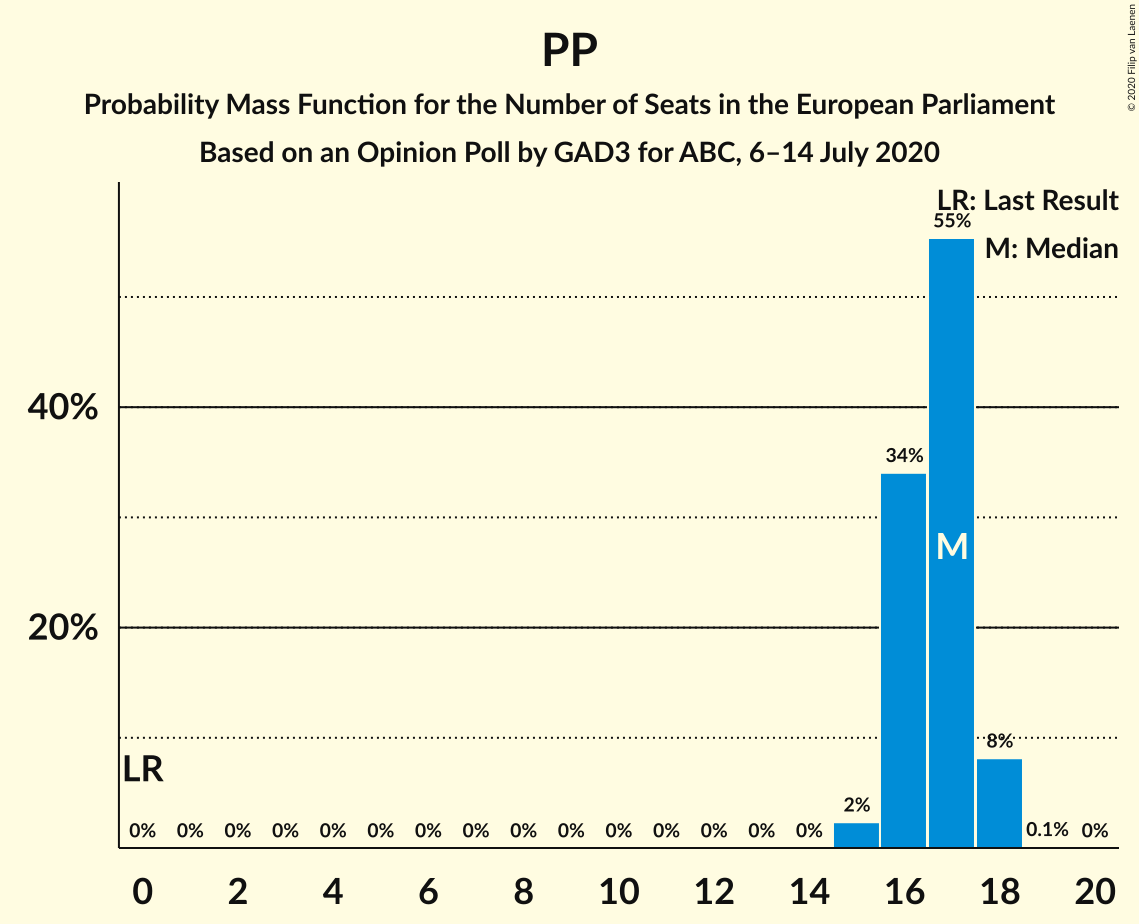 PP
Probability Mass Function for the Number of Seats in the European Parliament
Based on an Opinion Poll by GAD3 for ABC, 6–14 July 2020
© 2020 Filip van Laenen
LR: Last Result
55%
M: Median
40%
34%
M
20%
8%
LR
2%
0% 0% 0% 0% 0% 0% 0% 0% 0% 0% 0% 0% 0% 0% 0% 0.1% 0%
0 2 4 6 8 10 12 14 16 18 20